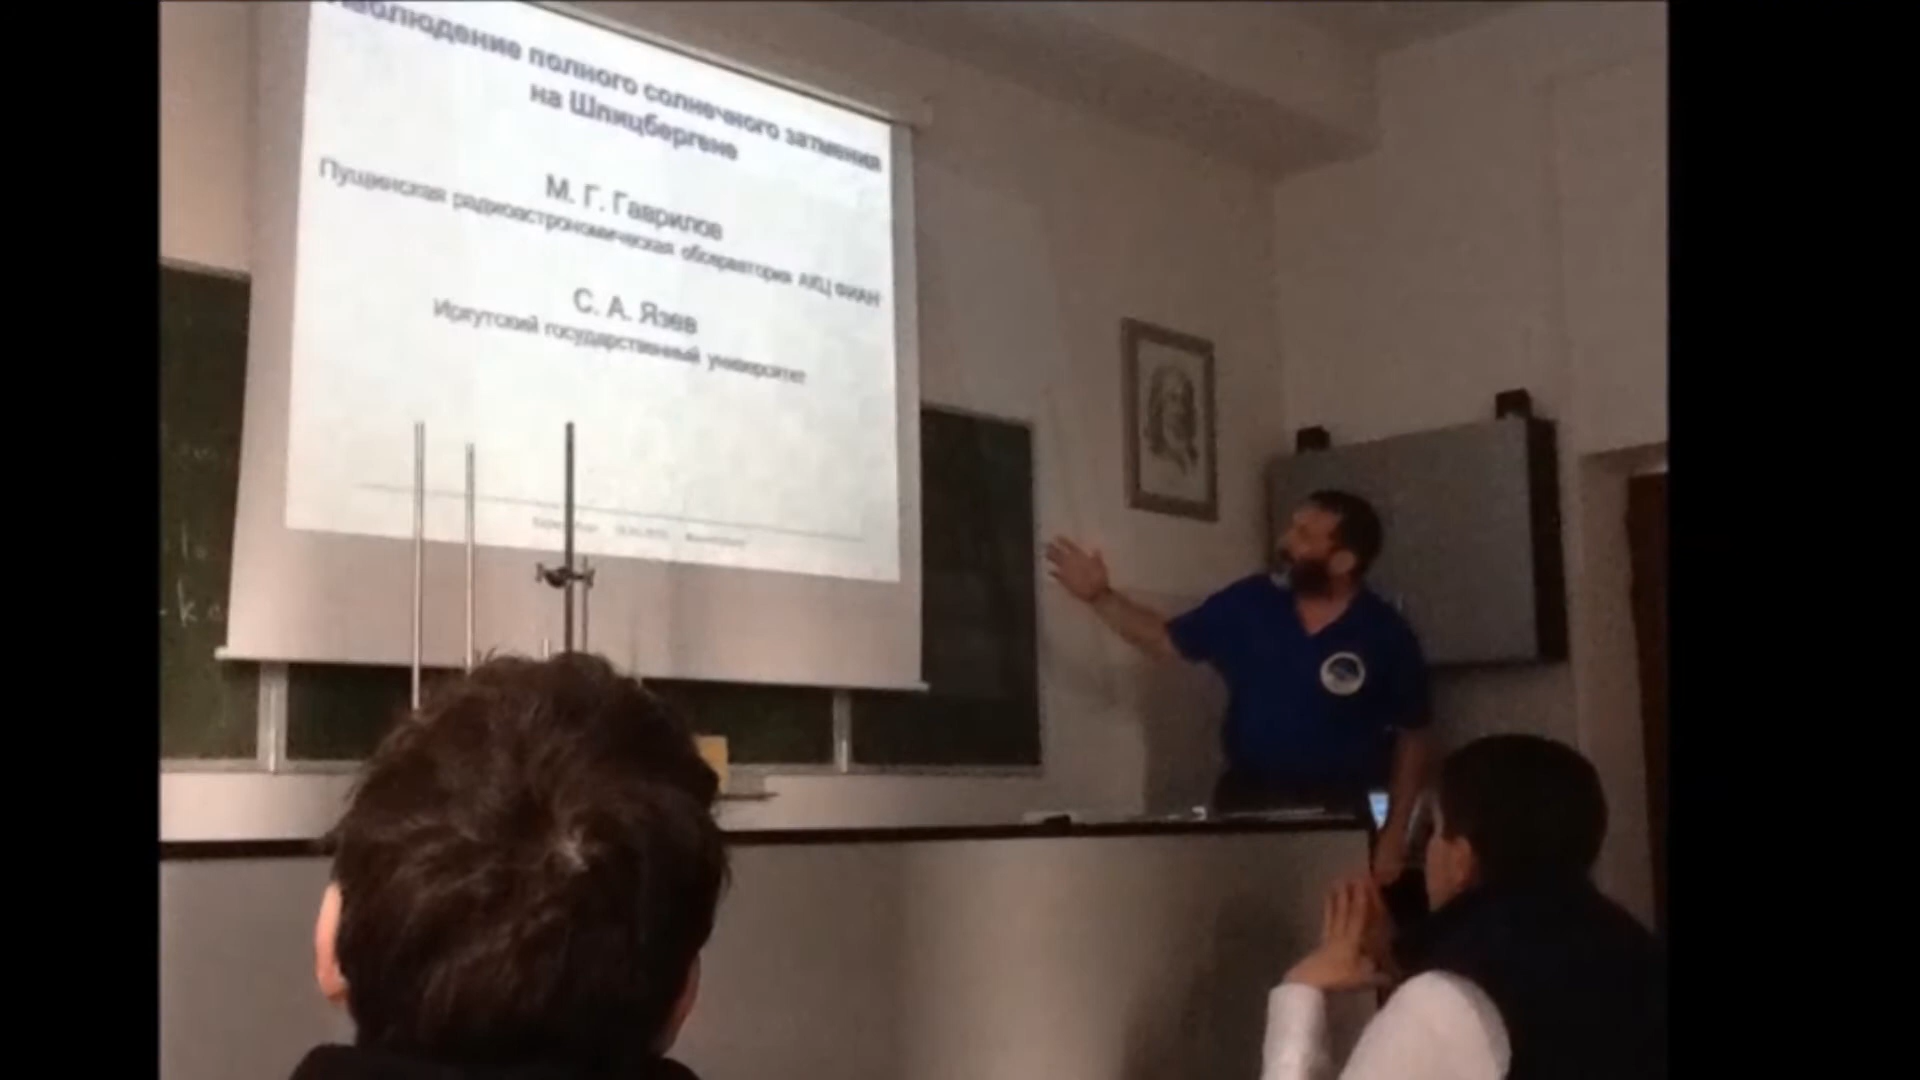 Наблюдение полного солнечного затмения
на Шпицбергене
М. Г. Гаврилов
Пущинская радиоастрономическая обсерватория АКЦ ФИАН
С. А. Язев
Иркутский государственный университет